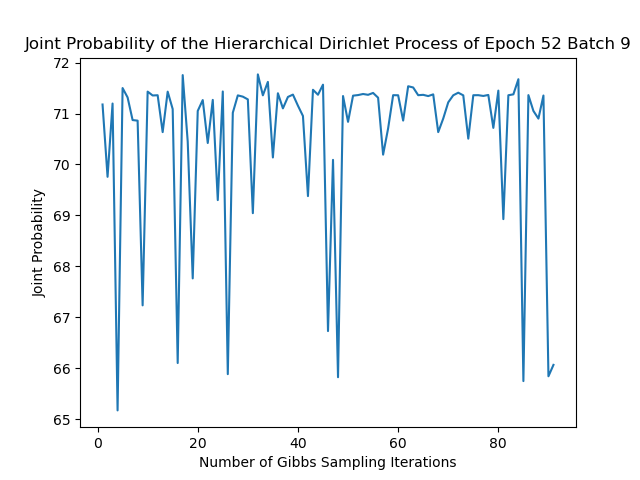 Joint Probability of the Hierarchical Dirichlet Process of Epoch 52 Batch 9
72
71
70
69
68
67
66
65
Joint Probability
0 20 40 60 80
Number of Gibbs Sampling Iterations